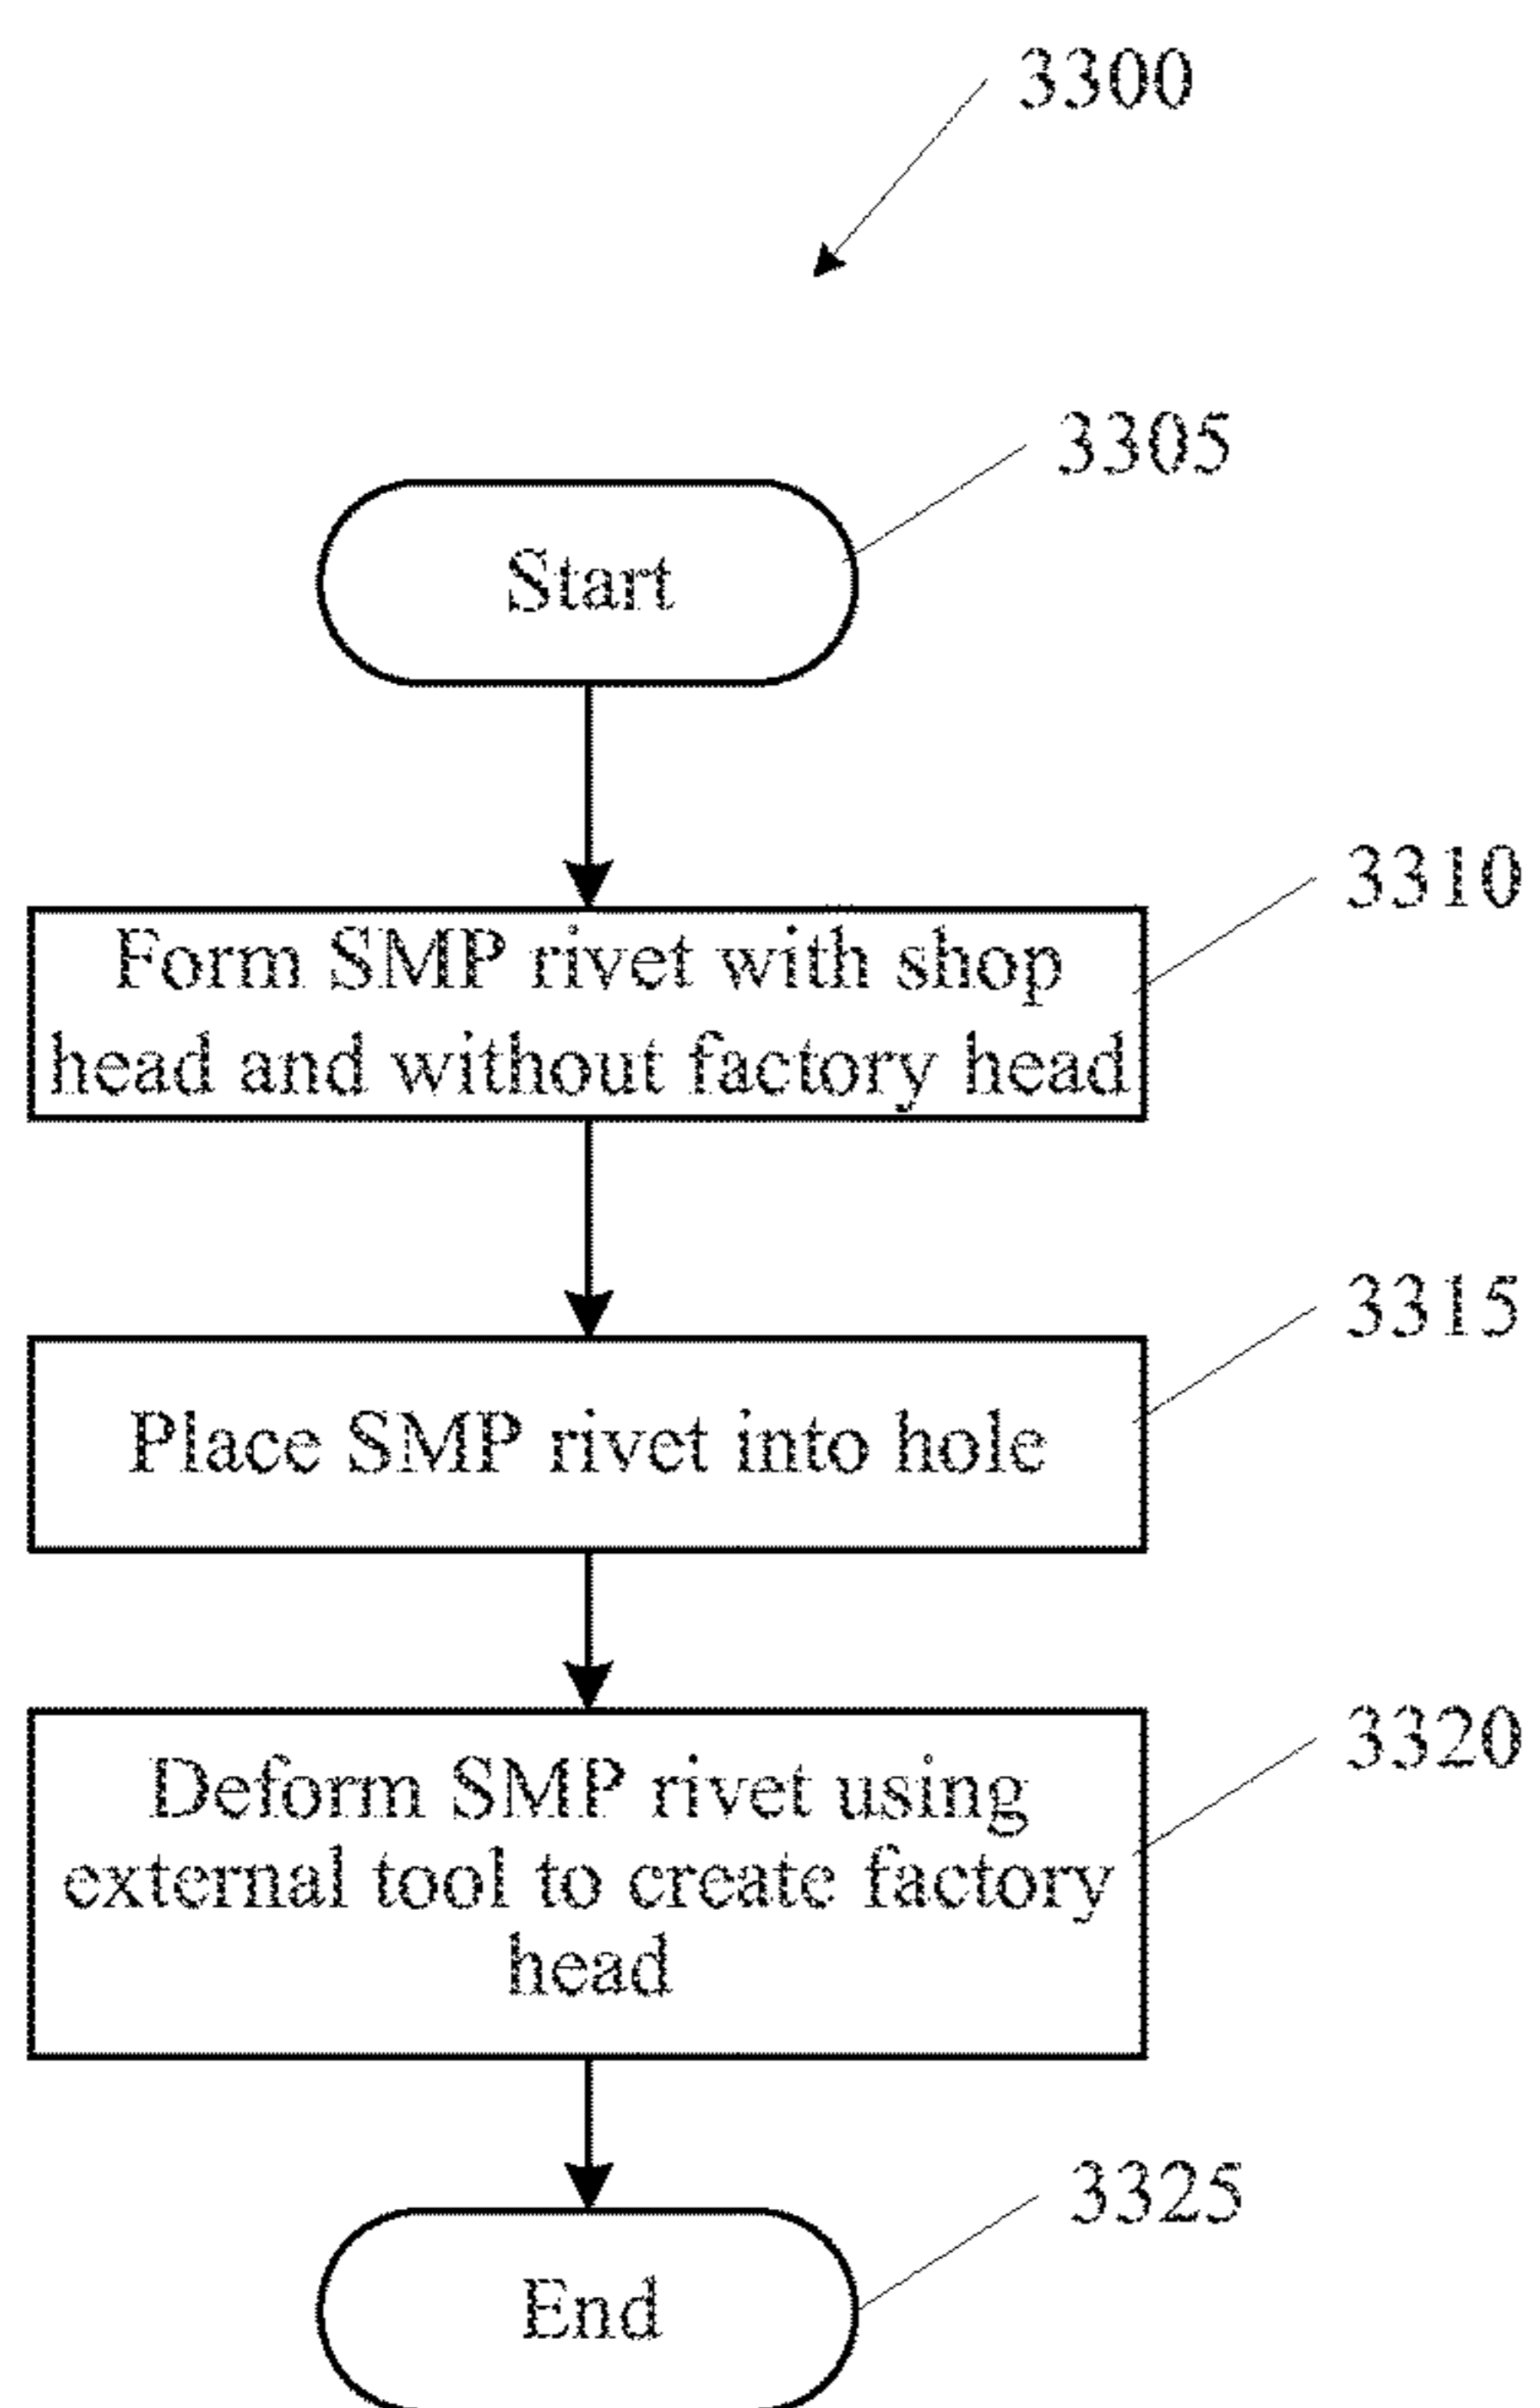 3300
3305
Start
3310
Form SMP rivet with shop
head and without factory head
3315
Place SMP rivet into hole
3320
Deform SMP rivet using
external tool to create factory
head
3325
End